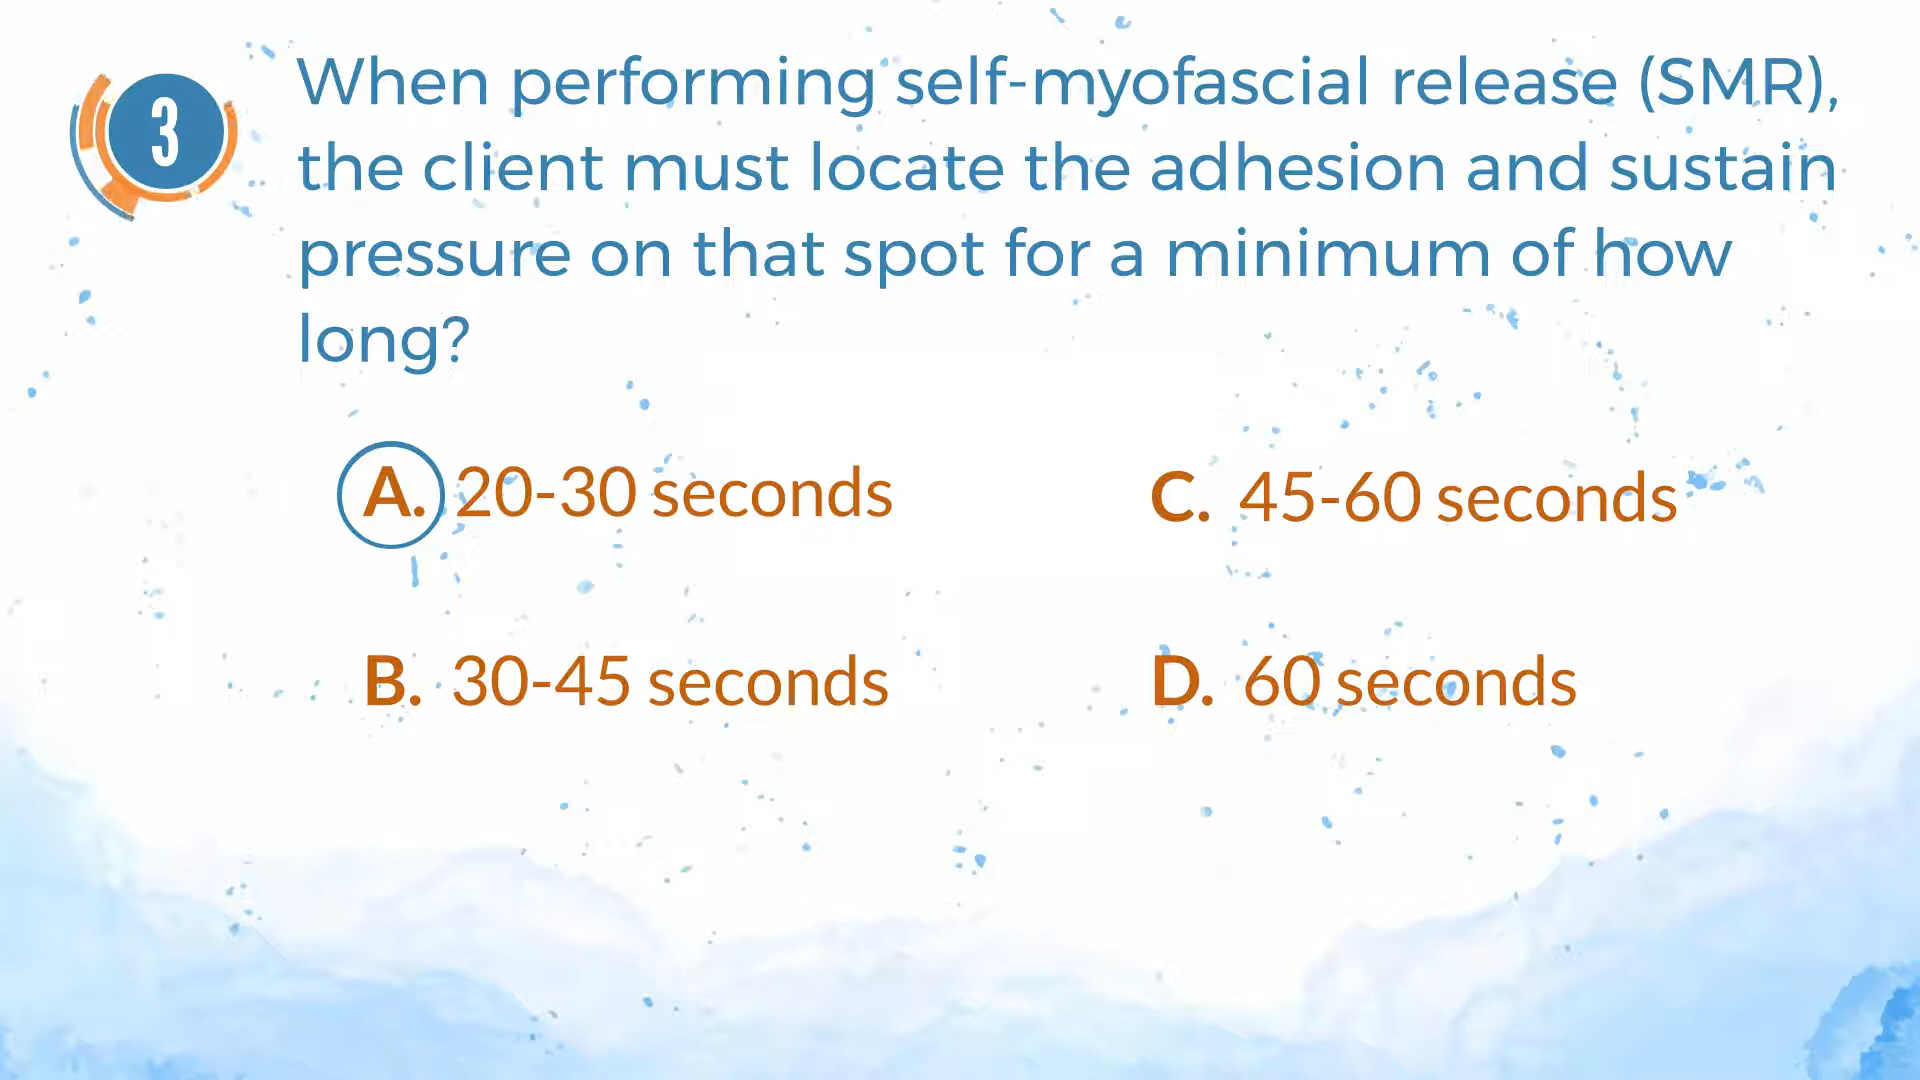 3
When performing self-myofascial release (SMR),
the client must locate the adhesion and sustain
pressure on that spot for a minimum of how
long?
A. 20-30 seconds
B. 30-45 seconds
C. 45-60 seconds
D. 60 seconds